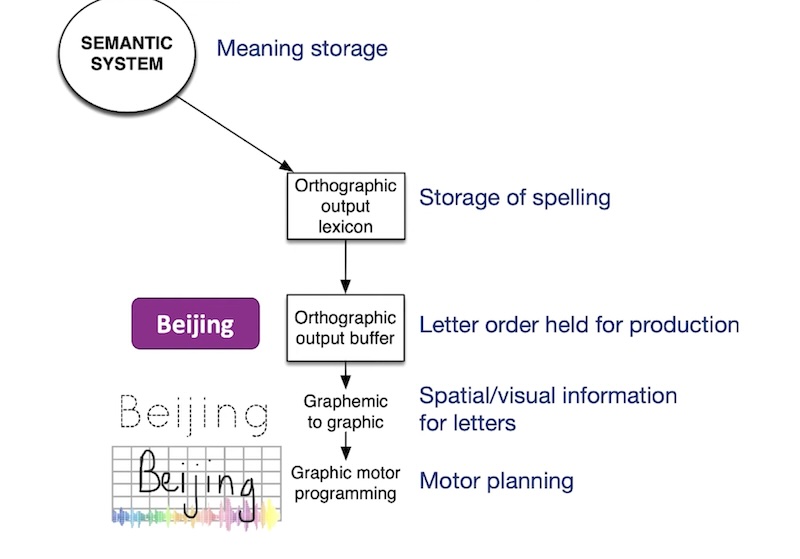 SEMANTIC
SYSTEM
Meaning storage
Orthographic
output
lexicon
Storage of spelling
Beijing
Orthographic
output buffer
Letter order held for production
Beijing
Graphemic
to graphic
Spatial/visual information
for letters
Beijing
Graphic motor
programming
Motor planning